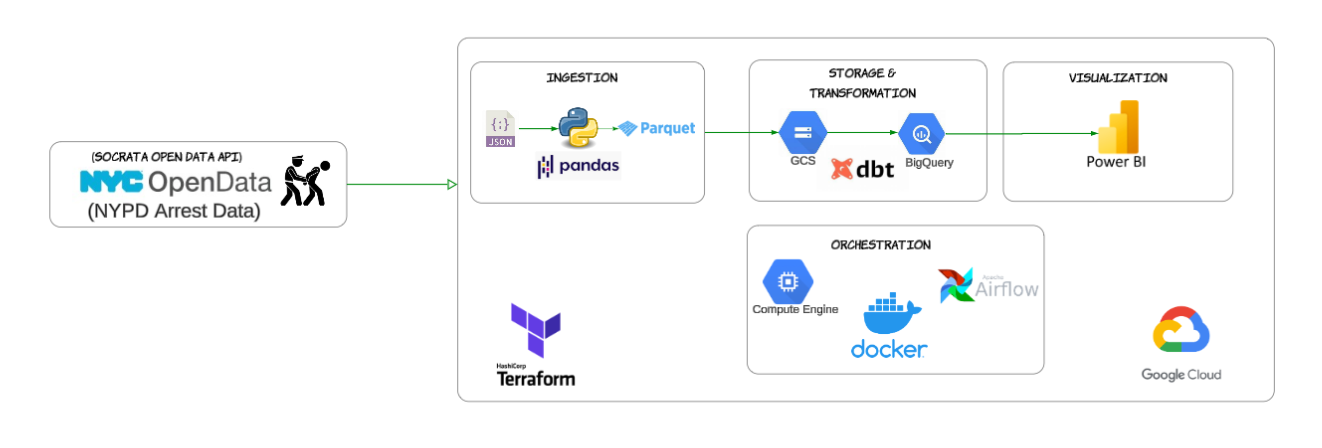 (SOCRATA OPEN DATA API)
NYC OpenData
(NYPD Arrest Data)
INGESTION
{;}
JSON
Parquet
pandas
STORAGE &
TRANSFORMATION
GCS
dbt
BigQuery
VISUALIZATION
Power BI
ORCHESTRATION
Compute Engine
docker
Apache
Airflow
HashiCorp
Terraform
Google Cloud